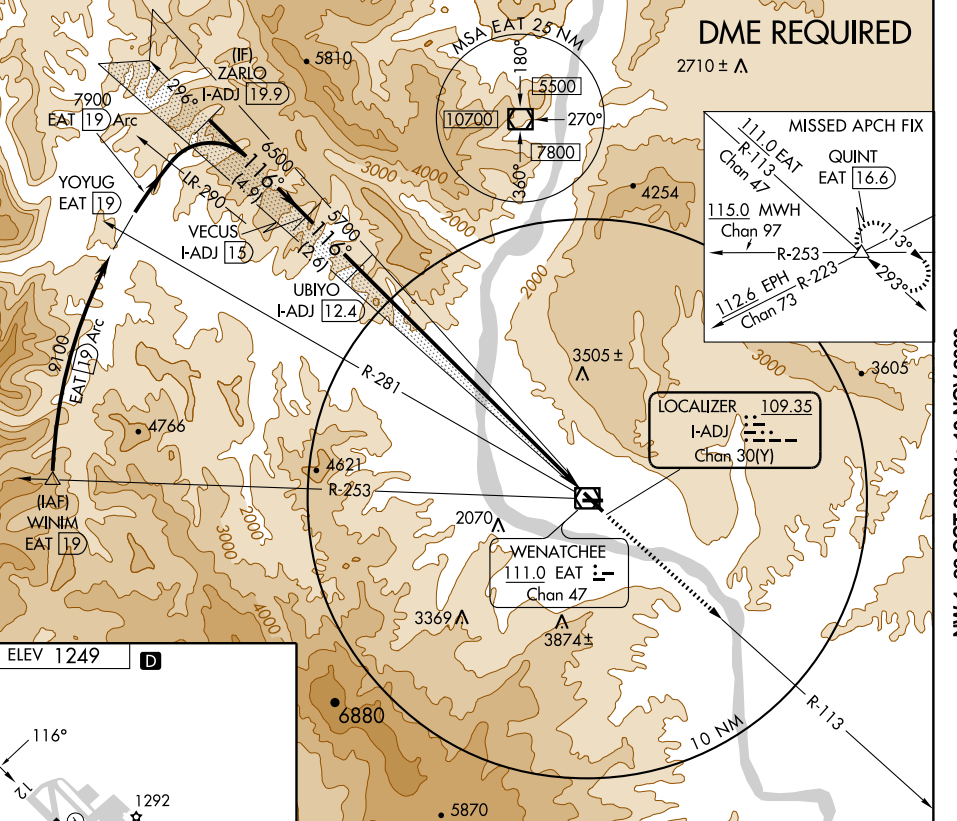 DME REQUIRED
2710 ±
MSA EAT 25 NM
180°
5500
10700
270°
7800
360°
5810
(IF)
ZARLO
I-ADJ 19.9
296°
7900
EAT 19 Arc
YOYUG
EAT 19
LR-290
VECUS
I-ADJ 15
116°
(4.9)
6500
116°
(2.6)
5700
UBIYO
I-ADJ 12.4
3000
4000
2000
4254
2000
MISSED APCH FIX
111.0 EAT
R-113
Chan 47
QUINT
EAT 16.6
115.0 MWH
Chan 97
R-253
112.6 EPH
R-223
Chan 73
113°
293°
3505 ±
3000
3605
R-281
9100
EAT 19 Arc
4766
4621
R-253
(IAF)
WINIM
EAT 19
LOCALIZER 109.35
I-ADJ
Chan 30(Y)
2070
WENATCHEE
111.0 EAT
Chan 47
2000
3000
4000
3369
3874 ±
6880
5870
10 NM
R-113
ELEV 1249 D
116°
12
1292